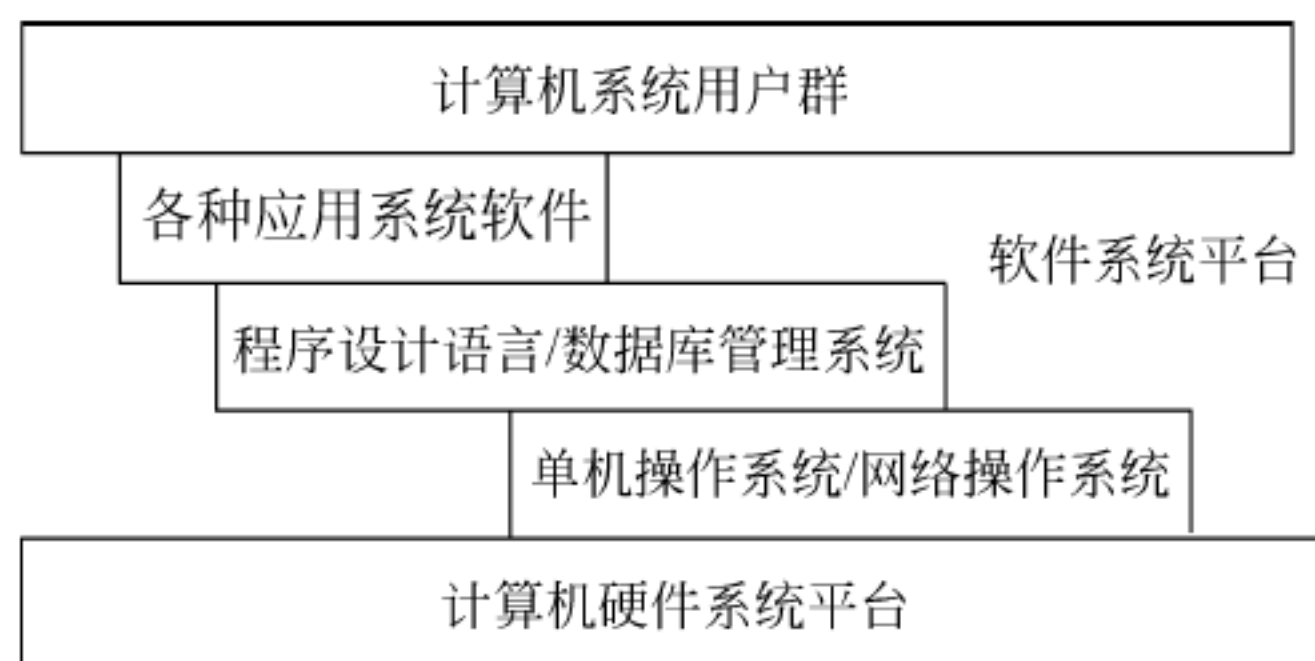 计算机系统用户群
各种应用系统软件
软件系统平台
程序设计语言/数据库管理系统
单机操作系统/网络操作系统
计算机硬件系统平台